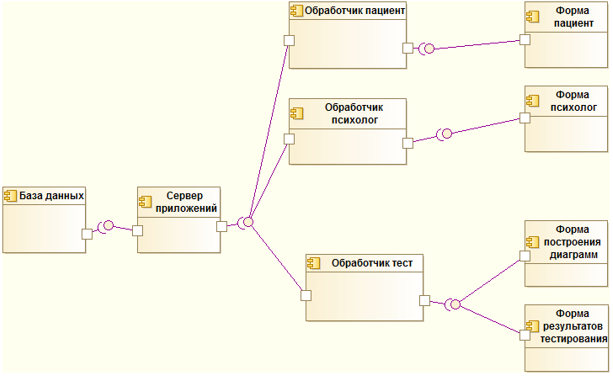 Обработчик пациент
Форма
пациент
Обработчик
психолог
Форма
психолог
База данных
Сервер
приложений
Обработчик тест
Форма
построения
диаграмм
Форма
результатов
тестирования